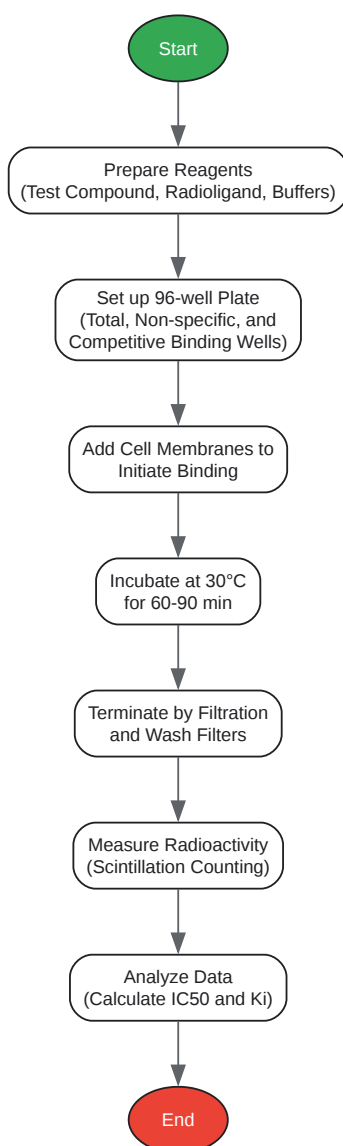 Start
Prepare Reagents
(Test Compound, Radioligand, Buffers)
Set up 96-well Plate
(Total, Non-specific, and
Competitive Binding Wells)
Add Cell Membranes to
Initiate Binding
Incubate at 30°C
for 60-90 min
Terminate by Filtration
and Wash Filters
Measure Radioactivity
(Scintillation Counting)
Analyze Data
(Calculate IC50 and Ki)
End